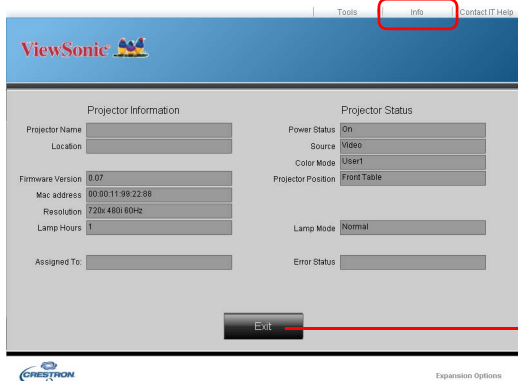 Tools Info Contact IT Help
ViewSonic
Projector Information
Projector Name
Location
Firmware Version 0.07
Mac address 00:00:11:99:22:88
Resolution 720x 480i 60Hz
Lamp Hours 1
Assigned To:
Projector Status
Power Status On
Source Video
Color Mode User1
Projector Position Front Table
Lamp Mode Normal
Error Status
Exit
CRESTRON
Expansion Options